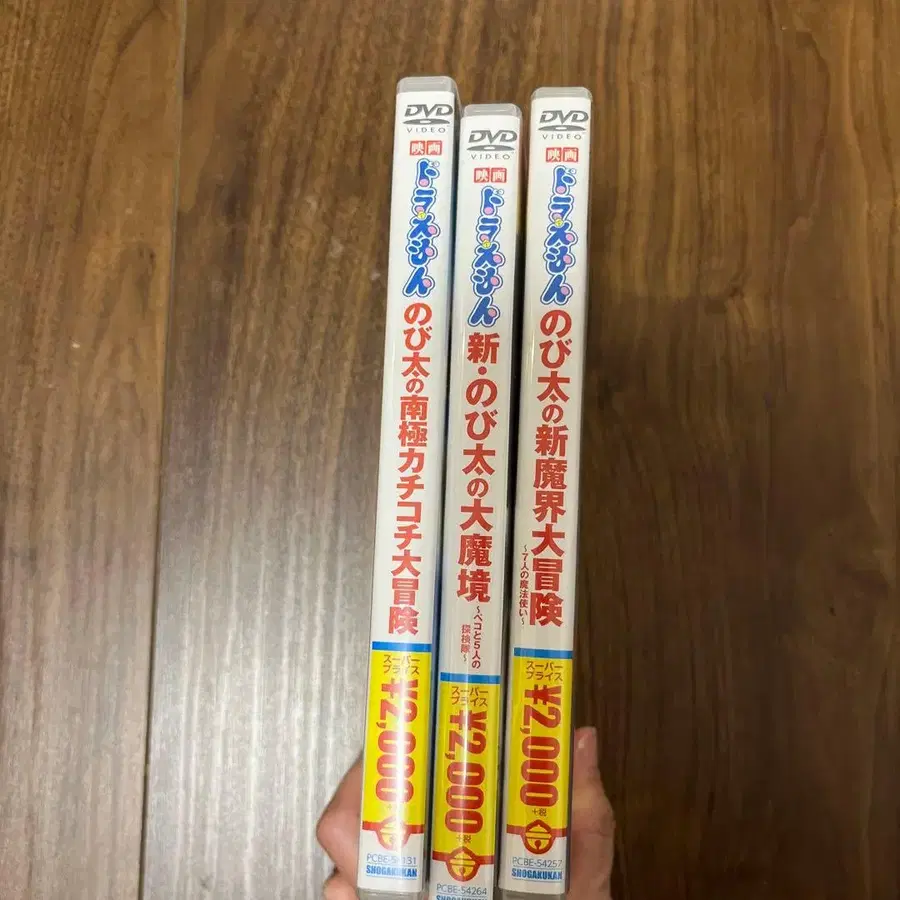 DVD
VIDEO
映画
ドラえもん
のび太の南極カチコチ大冒険
スーパー
プライス
¥2,000
+税
SHOGAKUKAN
DVD
VIDEO
映画
ドラえもん
新・のび太の大魔境
〜ペコと5人の
探検隊〜
スーパー
プライス
¥2,000
+税
PCBE-54264
DVD
VIDEO
映画
ドラえもん
のび太の新魔界大冒険
〜7人の魔法使い〜
スーパー
プライス
¥2,000
+税
PCBE-54257
SHOGAKUKAN